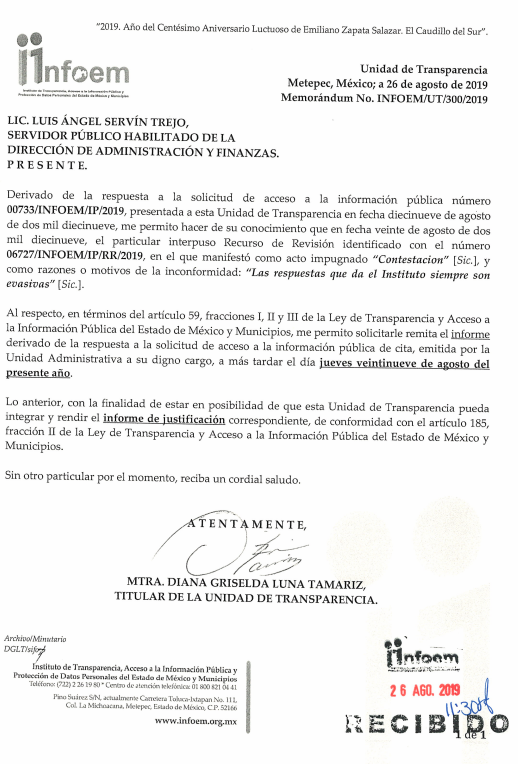 "2019. Año del Centésimo Aniversario Luctuoso de Emiliano Zapata Salazar. El Caudillo del Sur".
infoem
Instituto de Transparencia, Acceso a la Información Pública y
Protección de Datos Personales del Estado de México y Municipios
Unidad de Transparencia
Metepec, México; a 26 de agosto de 2019
Memorándum No. INFOEM/UT/300/2019
LIC. LUIS ÁNGEL SERVÍN TREJO,
SERVIDOR PÚBLICO HABILITADO DE LA
DIRECCIÓN DE ADMINISTRACIÓN Y FINANZAS.
P R E S E N T E.
Derivado de la respuesta a la solicitud de acceso a la información pública número
00733/INFOEM/IP/2019, presentada a esta Unidad de Transparencia en fecha diecinueve de agosto
de dos mil diecinueve, me permito hacer de su conocimiento que en fecha veinte de agosto de dos
mil diecinueve, el particular interpuso Recurso de Revisión identificado con el número
06727/INFOEM/IP/RR/2019, en el que manifestó como acto impugnado "Contestacion" [Sic.], y
como razones o motivos de la inconformidad: "Las respuestas que da el Instituto siempre son
evasivas" [Sic.].
Al respecto, en términos del artículo 59, fracciones I, II y III de la Ley de Transparencia y Acceso a
la Información Pública del Estado de México y Municipios, me permito solicitarle remita el informe
derivado de la respuesta a la solicitud de acceso a la información pública de cita, emitida por la
Unidad Administrativa a su digno cargo, a más tardar el día jueves veintinueve de agosto del
presente año.
Lo anterior, con la finalidad de estar en posibilidad de que esta Unidad de Transparencia pueda
integrar y rendir el informe de justificación correspondiente, de conformidad con el artículo 185,
fracción II de la Ley de Transparencia y Acceso a la Información Pública del Estado de México y
Municipios.
Sin otro particular por el momento, reciba un cordial saludo.
A T E N T A M E N T E,
MTRA. DIANA GRISELDA LUNA TAMARIZ,
TITULAR DE LA UNIDAD DE TRANSPARENCIA.
Archivo/Minutario
Instituto de Transparencia, Acceso a la Información Pública y
Protección de Datos Personales del Estado de México y Municipios
Teléfono: (722) 2 26 19 80 * Centro de atención telefónica: 01 800 821 04 41
Pino Suárez S/N, actualmente Carretera Toluca-Ixtapan No. 111,
Col. La Michoacana, Metepec, Estado de México, C.P. 52166
www.infoem.org.mx
infoem
26 AGO. 2019
11:30
RECIBIDO
1 de 1